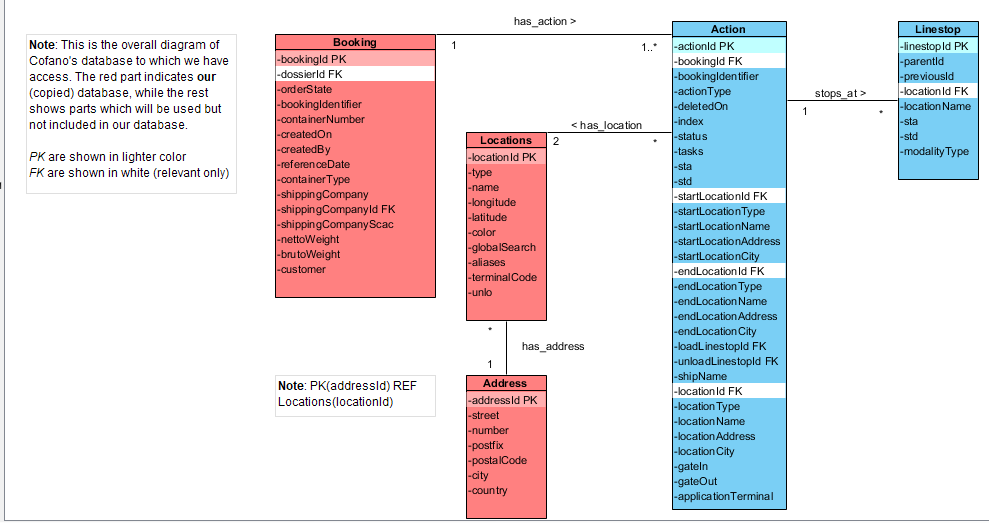 Note: This is the overall diagram of
Cofano's database to which we have
access. The red part indicates our
(copied) database, while the rest
shows parts which will be used but
not included in our database.
PK are shown in lighter color
FK are shown in white (relevant only)
Booking
-bookingId PK
-dossierId FK
-orderState
-bookingIdentifier
-containerNumber
-createdOn
-createdBy
-referenceDate
-containerType
-shippingCompany
-shippingCompanyId FK
-shippingCompanyScac
-nettoWeight
-brutoWeight
-customer
has_action >
1
1..*
Locations
-locationId PK
-type
-name
-longitude
-latitude
-color
-globalSearch
-aliases
-terminalCode
-unlo
< has_location
2
*
*
has_address
1
Note: PK(addressId) REF
Locations(locationId)
Address
-addressId PK
-street
-number
-postfix
-postalCode
-city
-country
Action
-actionId PK
-bookingId FK
-bookingIdentifier
-actionType
-deletedOn
-index
-status
-tasks
-sta
-std
-startLocationId FK
-startLocationType
-startLocationName
-startLocationAddress
-startLocationCity
-endLocationId FK
-endLocationType
-endLocationName
-endLocationAddress
-endLocationCity
-loadLinestopId FK
-unloadLinestopId FK
-shipName
-locationId FK
-locationType
-locationName
-locationAddress
-locationCity
-gateIn
-gateOut
-applicationTerminal
stops_at >
1
*
Linestop
-linestopId PK
-parentId
-previousId
-locationId FK
-locationName
-sta
-std
-modalityType